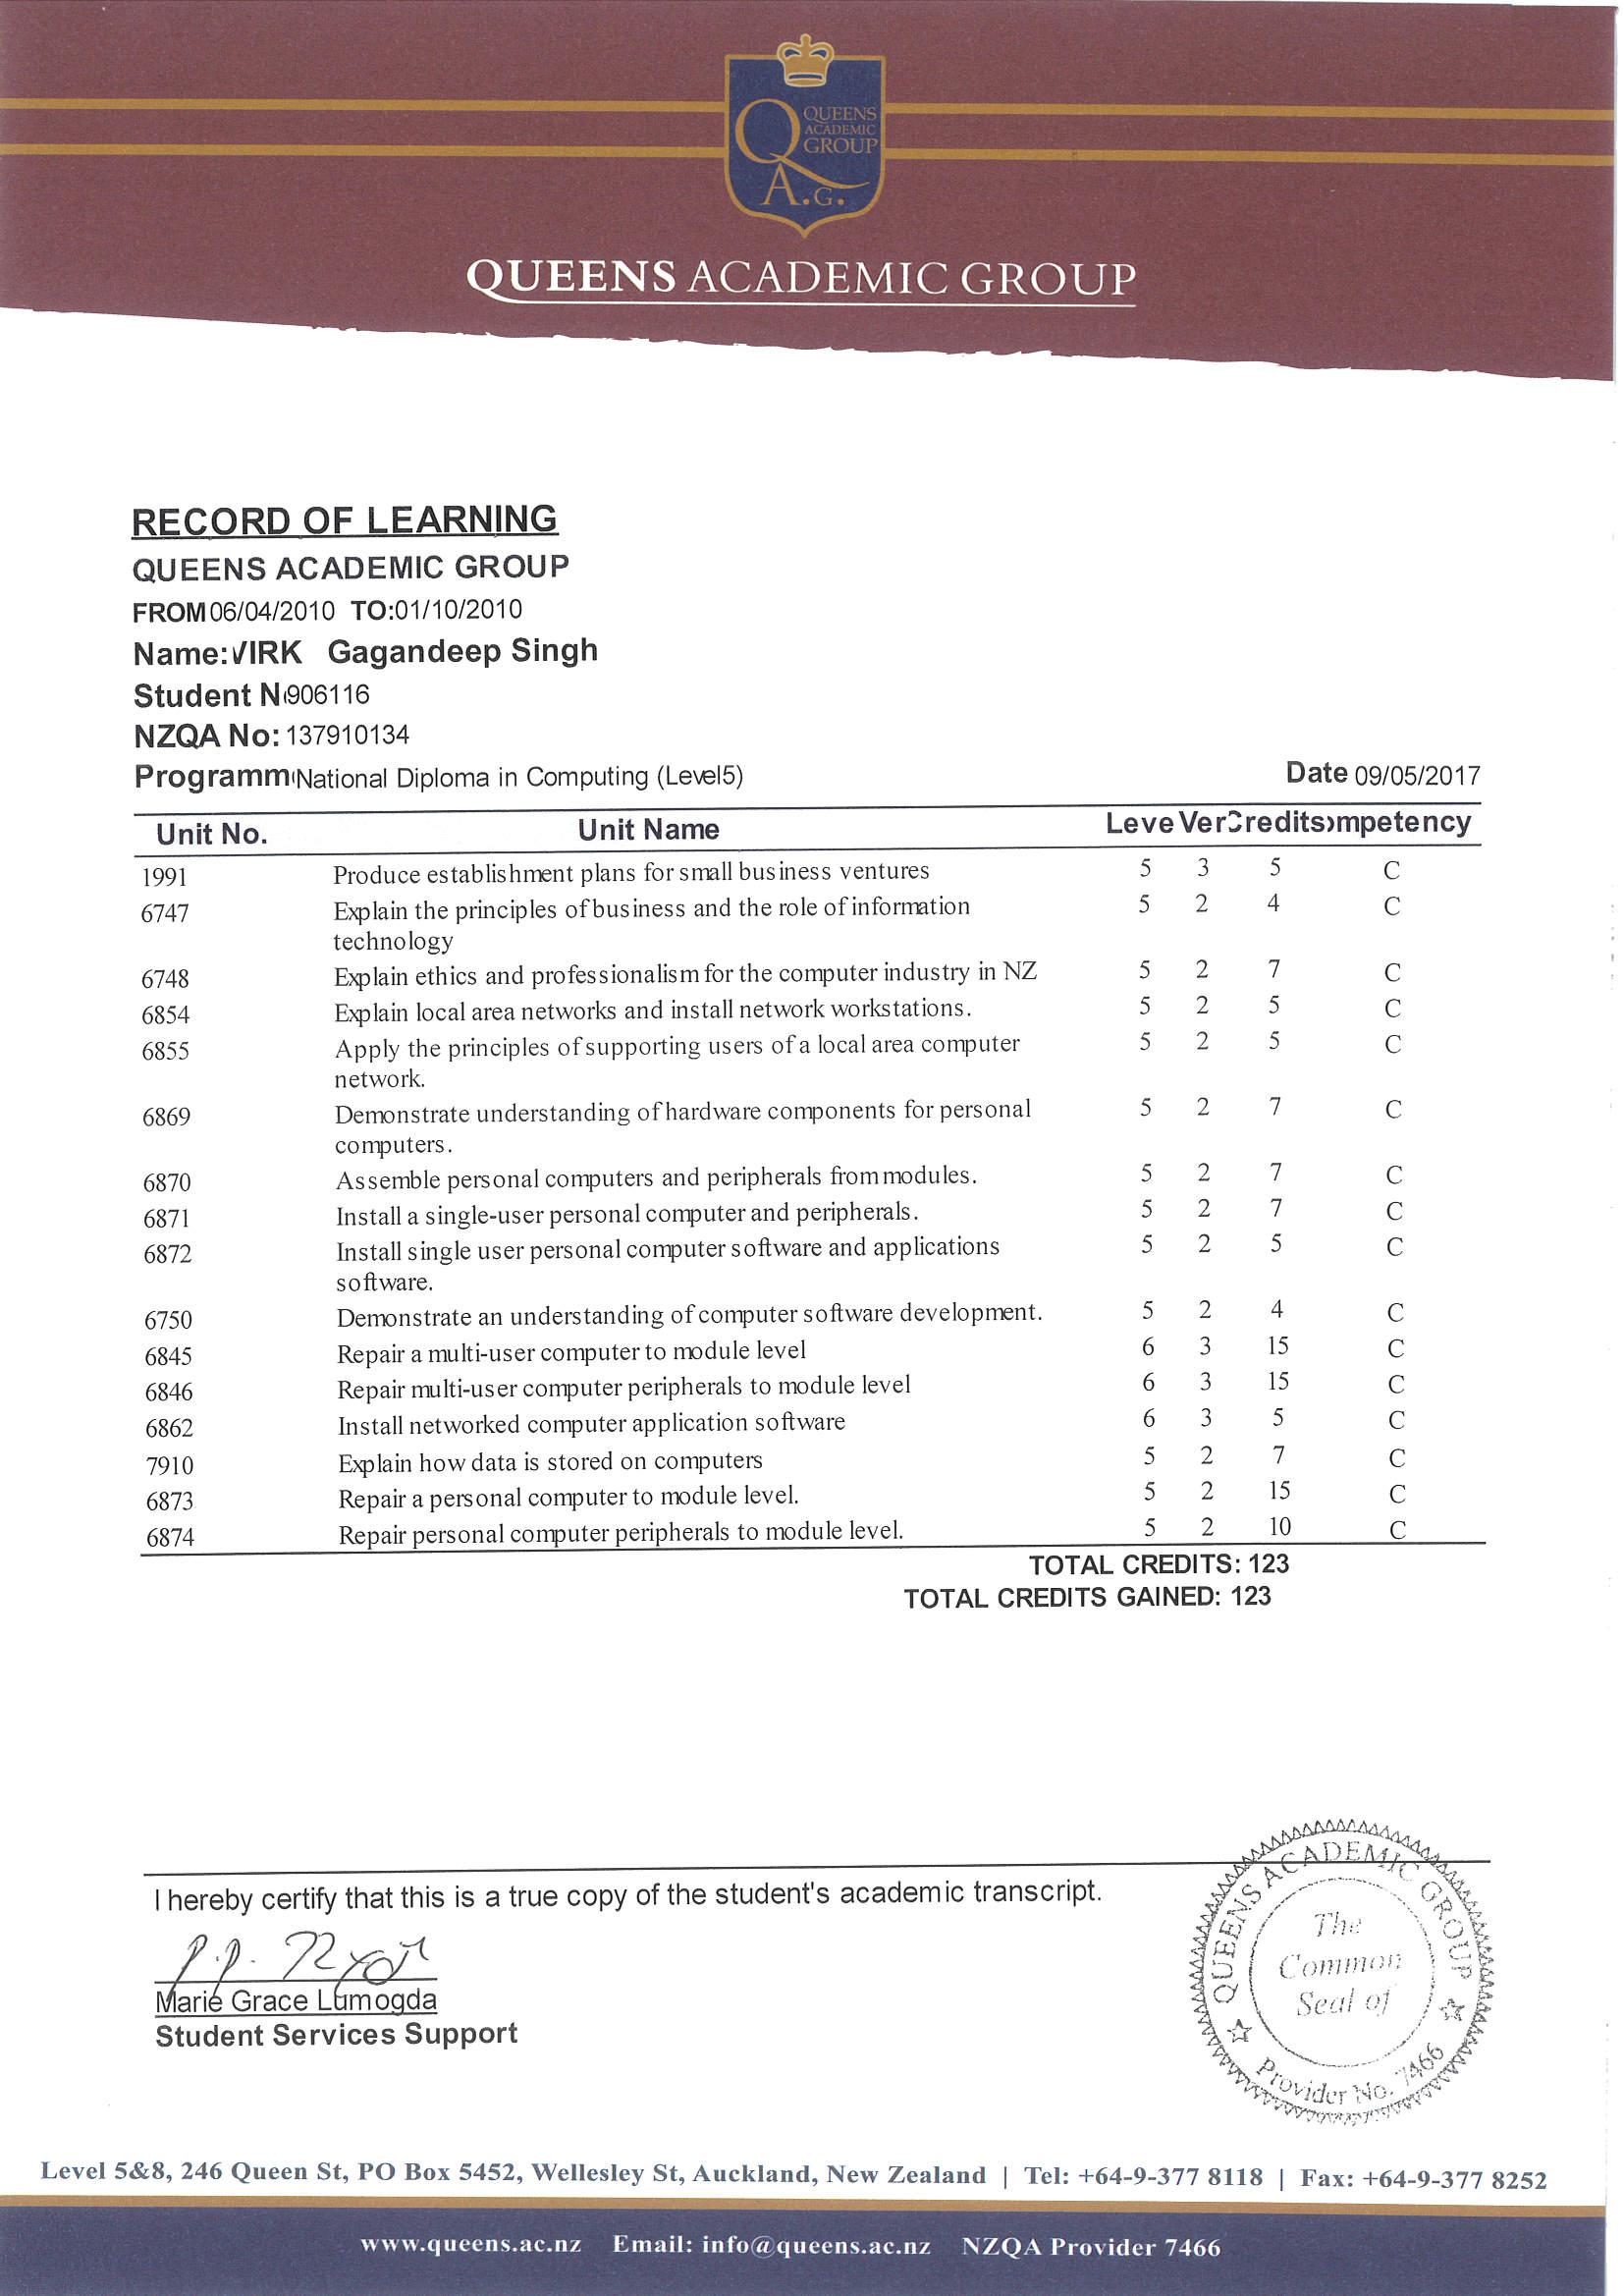 QUEENS
ACADEMIC
GROUP
Q
A.G.
QUEENS ACADEMIC GROUP
RECORD OF LEARNING
QUEENS ACADEMIC GROUP
FROM 06/04/2010 TO:01/10/2010
Name: VIRK Gagandeep Singh
Student N 906116
NZQA No: 137910134
Programm National Diploma in Computing (Level5) Date 09/05/2017
Unit No. Unit Name Leve Ver Credits ompetency
1991 Produce establishment plans for small business ventures 5 3 5 C
6747 Explain the principles of business and the role of information 5 2 4 C
technology
6748 Explain ethics and professionalism for the computer industry in NZ 5 2 7 C
6854 Explain local area networks and install network workstations. 5 2 5 C
6855 Apply the principles of supporting users of a local area computer 5 2 5 C
network.
6869 Demonstrate understanding of hardware components for personal 5 2 7 C
computers.
6870 Assemble personal computers and peripherals from modules. 5 2 7 C
6871 Install a single-user personal computer and peripherals. 5 2 7 C
6872 Install single user personal computer software and applications 5 2 5 C
software.
6750 Demonstrate an understanding of computer software development. 5 2 4 C
6845 Repair a multi-user computer to module level 6 3 15 C
6846 Repair multi-user computer peripherals to module level 6 3 15 C
6862 Install networked computer application software 6 3 5 C
7910 Explain how data is stored on computers 5 2 7 C
6873 Repair a personal computer to module level. 5 2 15 C
6874 Repair personal computer peripherals to module level. 5 2 10 C
TOTAL CREDITS: 123
TOTAL CREDITS GAINED: 123
I hereby certify that this is a true copy of the student's academic transcript.
P.P.
Marie Grace Lumogda
Student Services Support
QUEENS ACADEMIC GROUP
The
Common
Seal of
Provider No. 7466
Level 5&8, 246 Queen St, PO Box 5452, Wellesley St, Auckland, New Zealand | Tel: +64-9-377 8118 | Fax: +64-9-377 8252
www.queens.ac.nz Email: info@queens.ac.nz NZQA Provider 7466